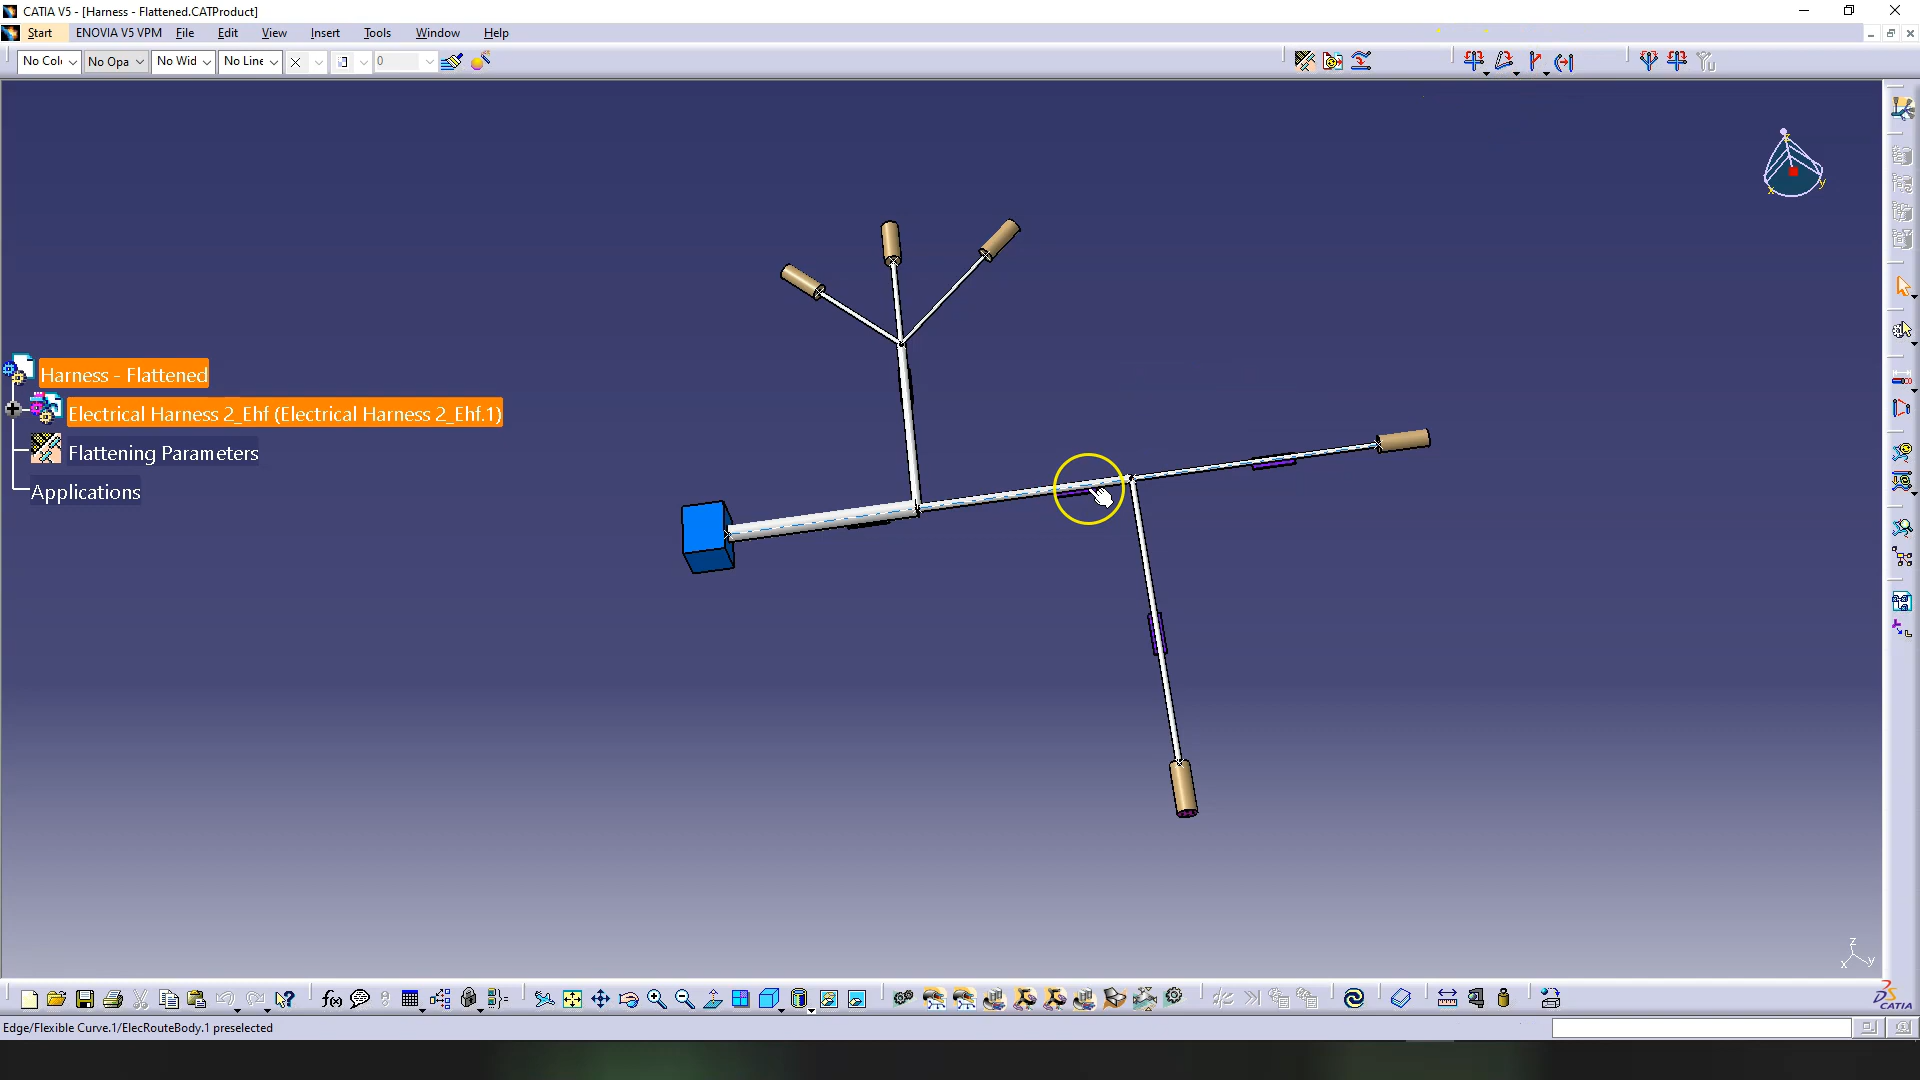 CATIA V5 - [Harness - Flattened.CATProduct]
Start ENOVIA V5 VPM File Edit View Insert Tools Window Help
No Col No Opa No Wid No Line 0
z
x y
Harness - Flattened
Electrical Harness 2_Ehf (Electrical Harness 2_Ehf.1)
Flattening Parameters
Applications
z
x y
f(x)
CATIA
Edge/Flexible Curve.1/ElecRouteBody.1 preselected